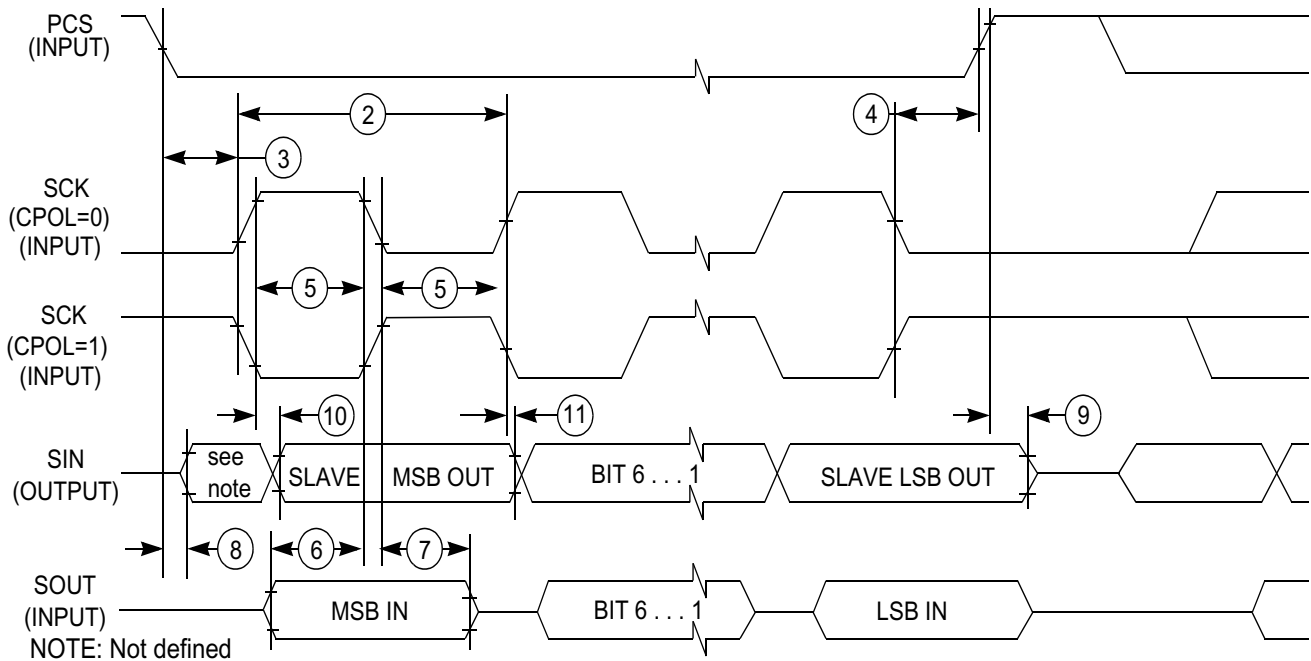 PCS
(INPUT)
2
4
3
SCK
(CPOL=0)
(INPUT)
5
5
SCK
(CPOL=1)
(INPUT)
10
11
9
SIN
(OUTPUT)
see
note
SLAVE
MSB OUT
BIT 6 . . . 1
SLAVE LSB OUT
8
6
7
SOUT
(INPUT)
MSB IN
BIT 6 . . . 1
LSB IN
NOTE: Not defined